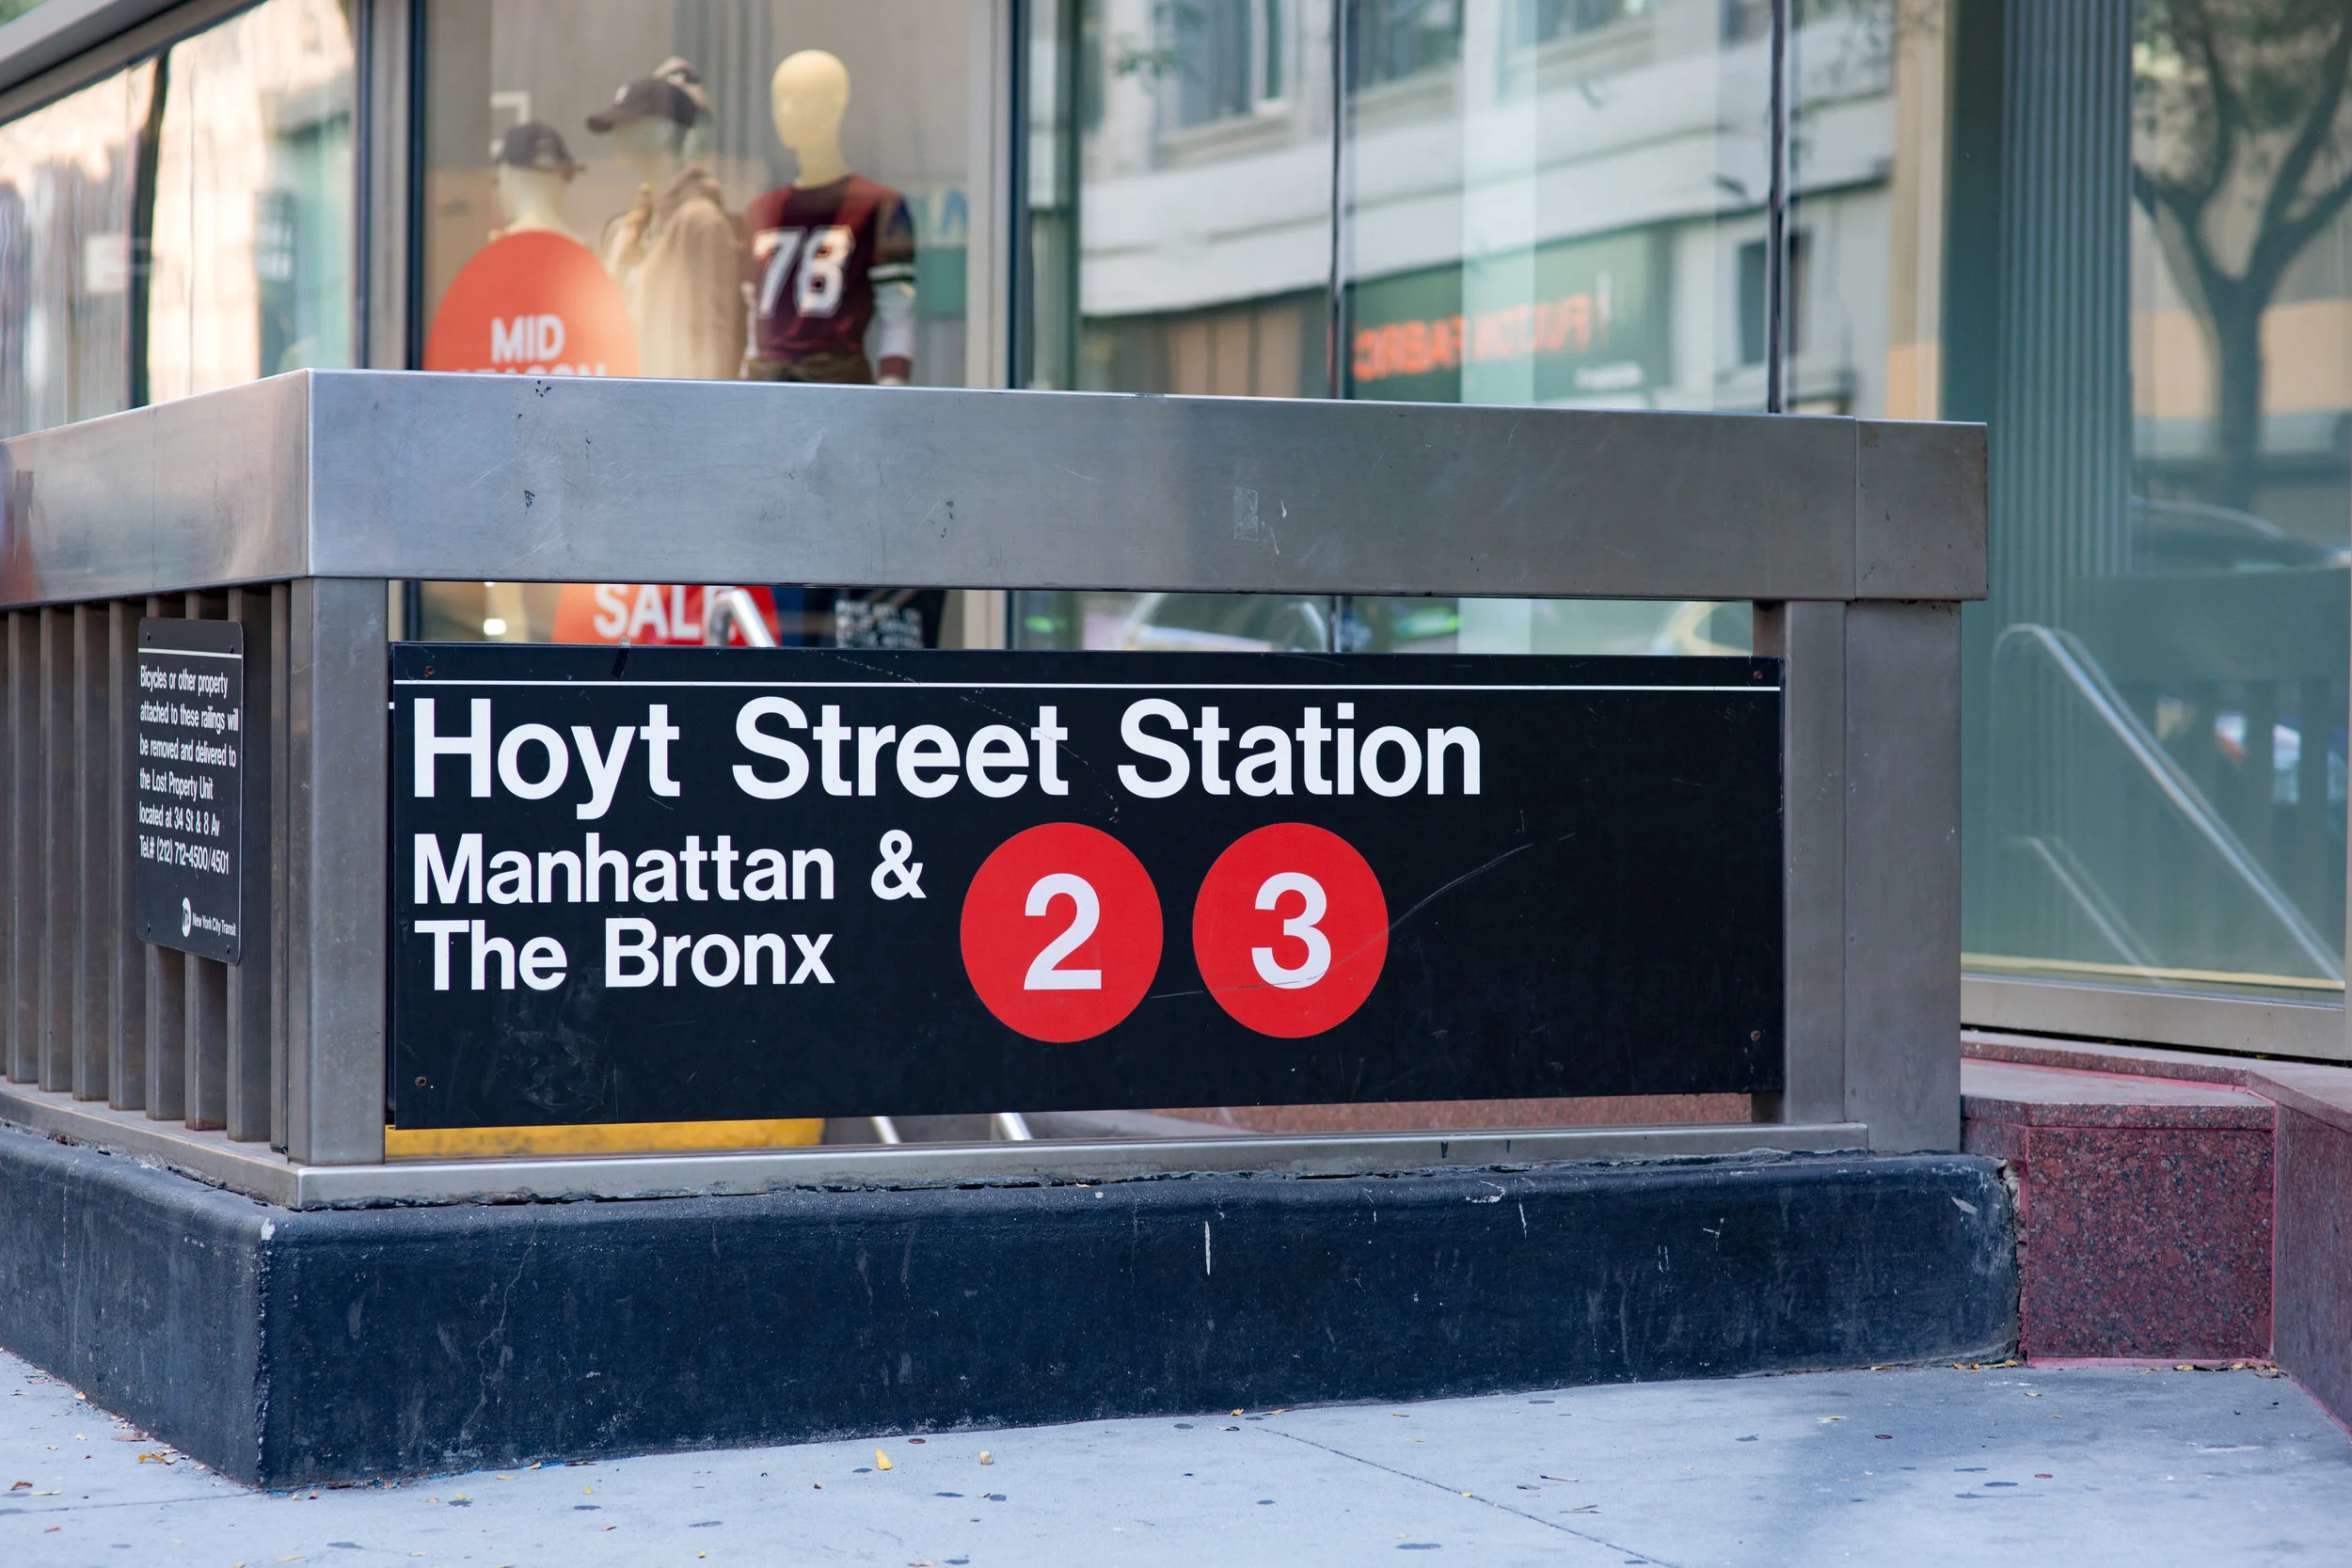 78
MID
SEASON
SALE
Hoyt Street Station
Manhattan &
The Bronx
2 3
Bicycles or other property
attached to these railings will
be removed and delivered to
the Lost Property Unit
located at 34 St & 8 Av
Tel.# (212) 712-4500/4501
New York City Transit